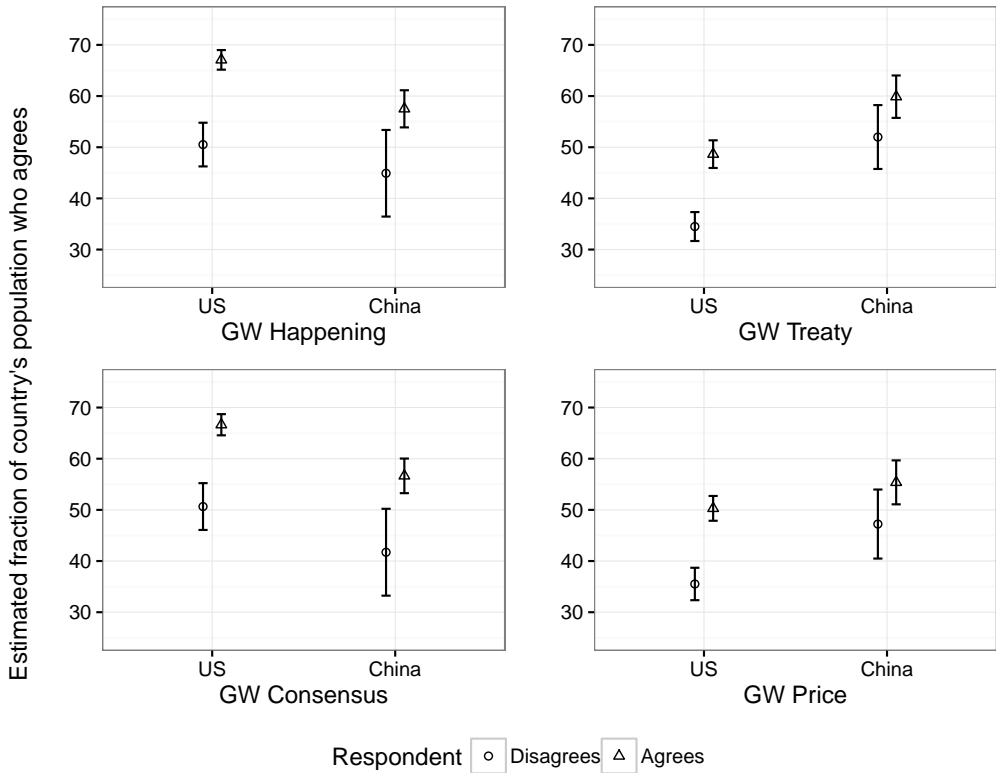 Estimated fraction of country's population who agrees
70
60
50
40
30
US China
GW Happening
70
60
50
40
30
US China
GW Treaty
70
60
50
40
30
US China
GW Consensus
70
60
50
40
30
US China
GW Price
Respondent Disagrees Agrees